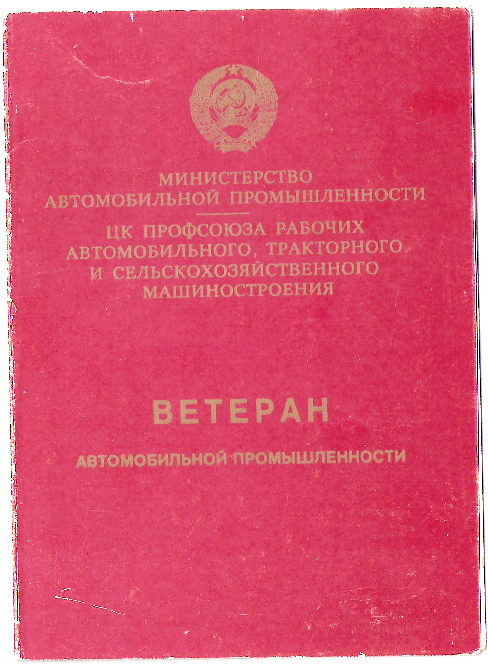 МИНИСТЕРСТВО
АВТОМОБИЛЬНОЙ ПРОМЫШЛЕННОСТИ
ЦК ПРОФСОЮЗА РАБОЧИХ
АВТОМОБИЛЬНОГО, ТРАКТОРНОГО
И СЕЛЬСКОХОЗЯЙСТВЕННОГО
МАШИНОСТРОЕНИЯ
ВЕТЕРАН
АВТОМОБИЛЬНОЙ ПРОМЫШЛЕННОСТИ